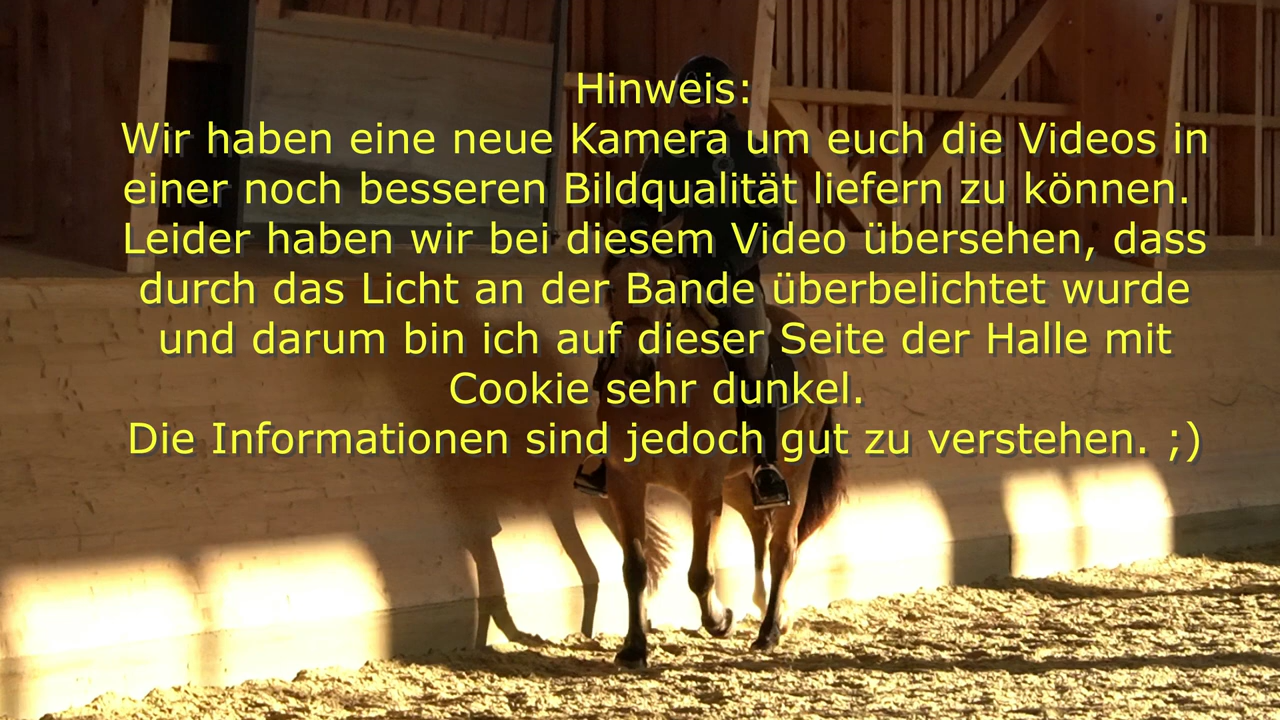 Hinweis:
Wir haben eine neue Kamera um euch die Videos in
einer noch besseren Bildqualität liefern zu können.
Leider haben wir bei diesem Video übersehen, dass
durch das Licht an der Bande überbelichtet wurde
und darum bin ich auf dieser Seite der Halle mit
Cookie sehr dunkel.
Die Informationen sind jedoch gut zu verstehen. ;)